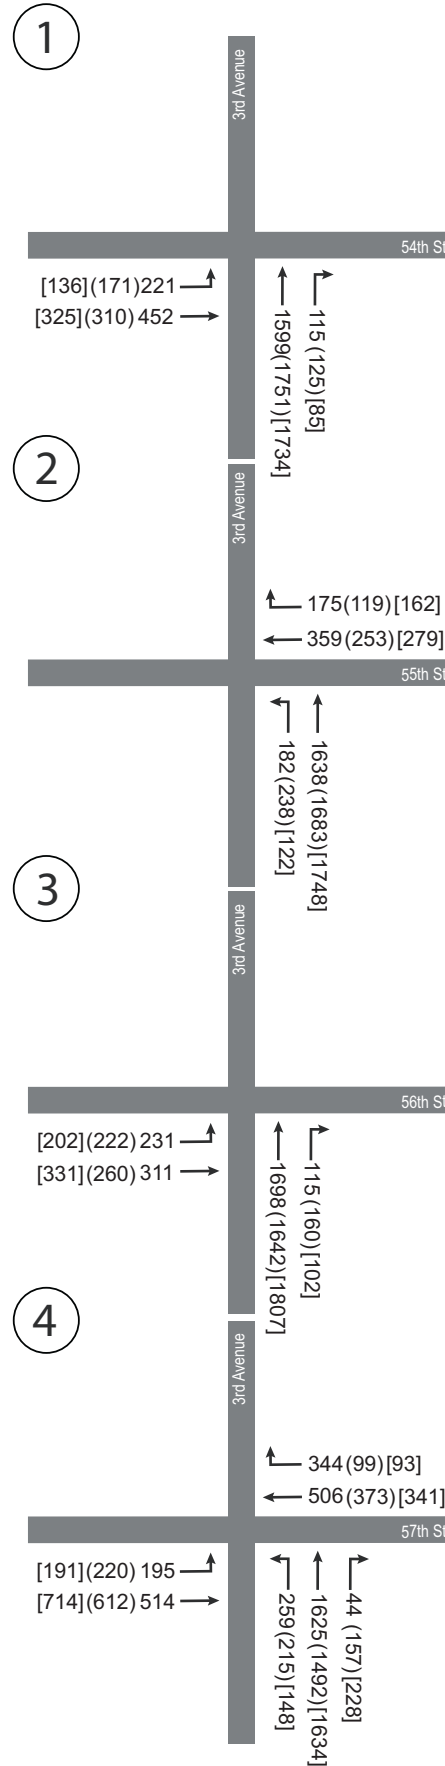 1
3rd Avenue
54th St
[136](171)221
[325](310)452
1599(1751)[1734]
115(125)[85]
2
3rd Avenue
175(119)[162]
359(253)[279]
55th St
182(238)[122]
1638(1683)[1748]
3
3rd Avenue
56th St
[202](222)231
[331](260)311
1698(1642)[1807]
115(160)[102]
4
3rd Avenue
344(99)[93]
506(373)[341]
57th St
[191](220)195
[714](612)514
259(215)[148]
1625(1492)[1634]
44 (157)[228]